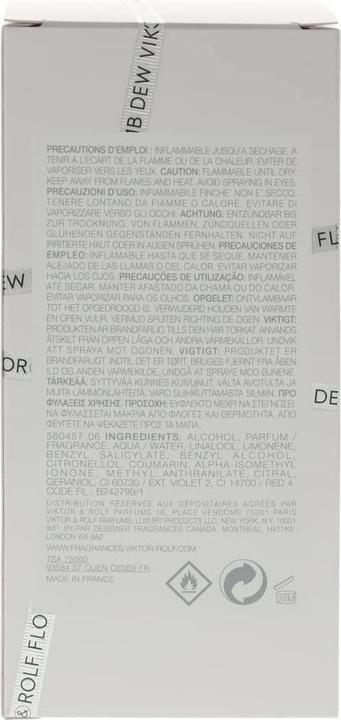 MB DEW VIKT
PRECAUTIONS D'EMPLOI : INFLAMMABLE JUSQU'A SECHAGE. A
TENIR A L'ECART DE LA FLAMME OU DE LA CHALEUR. EVITER DE
VAPORISER VERS LES YEUX. CAUTION: FLAMMABLE UNTIL DRY.
KEEP AWAY FROM FLAMES AND HEAT. AVOID SPRAYING IN EYES.
PRECAUZIONI D'USO: INFIAMMABILE FINCHE' NON E' SECCO.
TENERE LONTANO DA FIAMME O CALORE. EVITARE DI
VAPORIZZARE VERSO GLI OCCHI. ACHTUNG: ENTZÜNDBAR BIS
ZUR TROCKNUNG. VON FLAMMEN, ZÜNDQUELLEN ODER
GLÜHENDEN GEGENSTÄNDEN FERNHALTEN. NICHT AUF
IRRITIERTE HAUT ODER IN AUGEN SPRUHEN. PRECAUCIONES DE
EMPLEO: INFLAMABLE HASTA QUE SE SEQUE. MANTENER
ALEJADO DE LAS LLAMAS O DEL CALOR. EVITAR VAPORIZAR
HACIA LOS OJOS. PRECAUÇÕES DE UTILIZAÇÃO: INFLAMÁVEL
ATÉ SECAR. MANTER AFASTADO DA CHAMA OU DO CALOR.
EVITAR VAPORIZAR PARA OS OLHOS. OPGELET: ONTVLAMBAAR
TOT HET OPGEDROOGD IS. VERWIJDERD HOUDEN VAN WARMTE
EN OPEN VUUR. VERMIJD SPUITEN RICHTING DE OGEN. VIKTIGT:
PRODUKTEN ÄR BRANDFARLIG TILLS DEN HAR TORKAT. ANVÄNDS
ÅTSKILT FRÅN ÖPPEN LÅGA OCH ANDRA VÄRMEKÄLLOR. UNDVIK
ATT SPRAYA MOT ÖGONEN. VIGTIGT: PRODUKTET ER
BRANDFARLIGT, INDTIL DET ER TØRT. BRUGES FJERNT FRA ÅBEN
ILD OG ANDEN VARMEKILDE. UNDGÅ AT SPRAYE MOD ØJNENE.
TÄRKEÄÄ: SYTTYVÄÄ KUNNES KUIVUNUT. VÄLTÄ AVOTULTA JA
MUITA LÄMMÖNLÄHTEITÄ. VARO SUIHKUTTAMASTA SILMIIN. ΠΡΟ
ΦΥΛΑΞΕΙΣ ΧΡΗΣΗΣ. ΠΡΟΣΟΧΗ: ΕΥΦΛΕΚΤΟ ΜΕΧΡΙ ΝΑ ΣΤΕΓΝΩΣΕΙ
ΝΑ ΦΥΛΑΣΣΕΤΑΙ ΜΑΚΡΙΑ ΑΠΟ ΦΛΟΓΕΣ ΚΑΙ ΘΕΡΜΟΤΗΤΑ. ΑΠΟ
ΦΕΥΓΕΤΕ ΝΑ ΨΕΚΑΖΕΤΕ ΠΡΟΣ ΤΑ ΜΑΤΙΑ.
560457 06 INGREDIENTS: ALCOHOL, PARFUM /
FRAGRANCE, AQUA / WATER, LINALOOL, LIMONENE,
BENZYL SALICYLATE, BENZYL ALCOHOL,
CITRONELLOL, COUMARIN, ALPHA-ISOMETHYL
IONONE, METHYL ANTHRANILATE, CITRAL,
GERANIOL, CI 60730 / EXT. VIOLET 2, CI 14700 / RED 4.
CODE FIL : B242799/1
DISTRIBUTION RÉSERVÉE AUX DÉPOSITAIRES AGRÉÉS PAR
VIKTOR & ROLF PARFUMS 16, PLACE VENDÔME 75001 PARIS
VIKTOR & ROLF PARFUMS, LUXURY PRODUCTS LLC, NEW YORK, N.Y. 10001
IMP. BY/PAR DESIGNER FRAGRANCES CANADA, MONTREAL, H4T1K5
LONDON W6 8AZ
WWW.FRAGRANCES.VIKTOR-ROLF.COM
TSA 75000
93584 ST OUEN CEDEX FR
MADE IN FRANCE
24M
FL
EW
OR
DE
& ROLF FLO